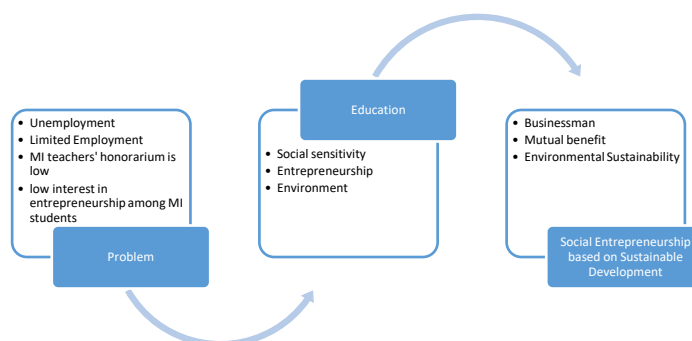 • Unemployment
• Limited Employment
• MI teachers' honorarium is
low
• low interest in
entrepreneurship among MI
students
Problem
Education
• Social sensitivity
• Entrepreneurship
• Environment
• Businessman
• Mutual benefit
• Environmental Sustainability
Social Entrepreneurship
based on Sustainable
Development